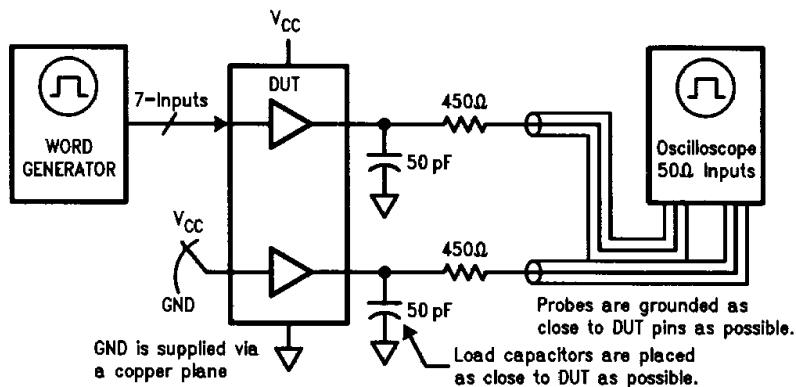 V_CC
DUT
7-Inputs
WORD
GENERATOR
450Ω
50 pF
Oscilloscope
50Ω Inputs
V_CC
GND
450Ω
50 pF
Probes are grounded as
close to DUT pins as possible.
GND is supplied via
a copper plane
Load capacitors are placed
as close to DUT as possible.